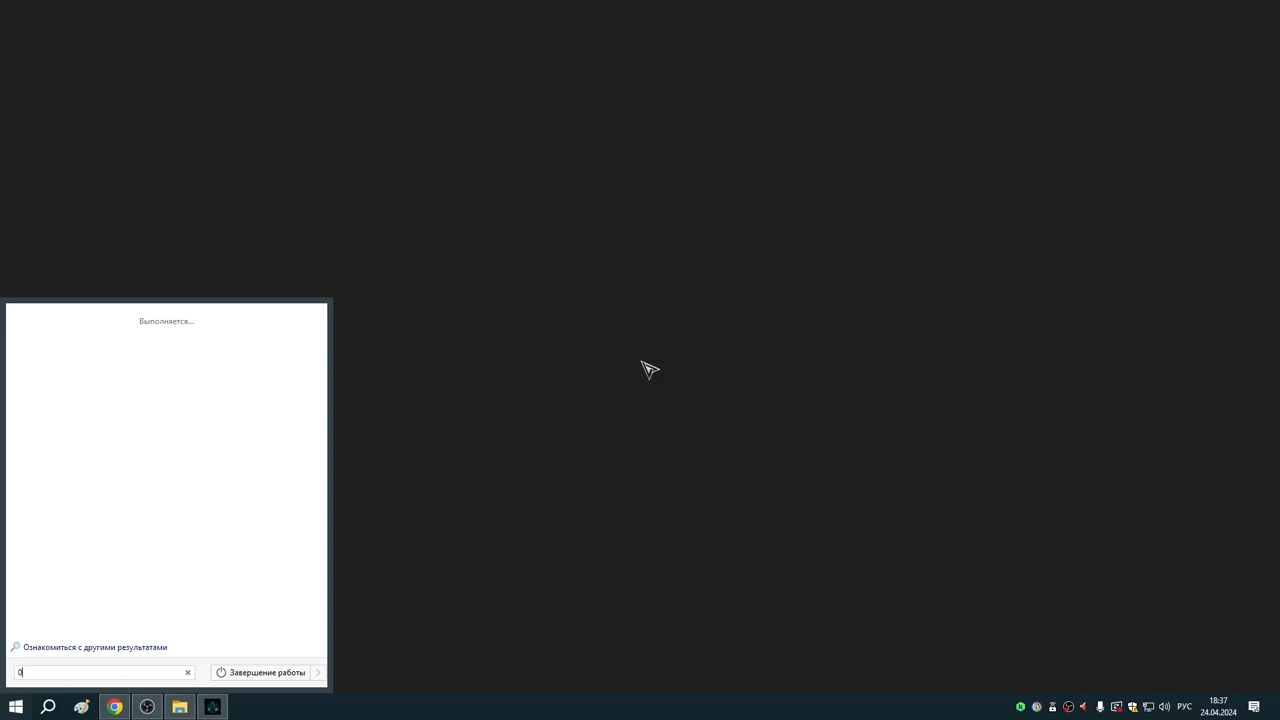 Выполняется...
Ознакомиться с другими результатами
0
Завершение работы
РУС
18:37
24.04.2024